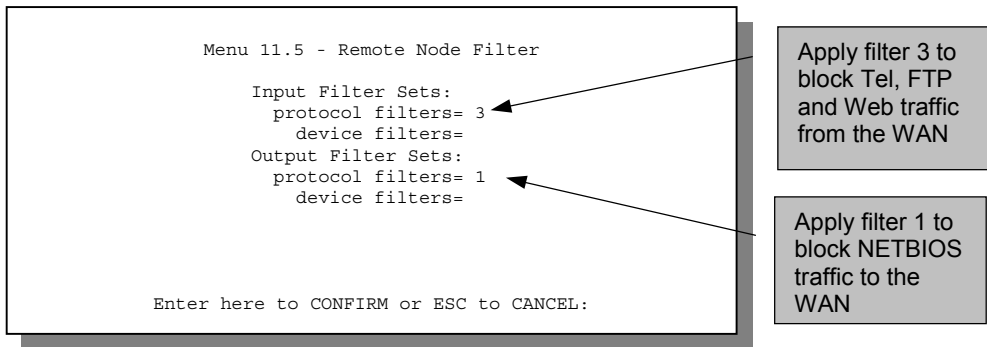 Menu 11.5 - Remote Node Filter
Input Filter Sets:
protocol filters= 3
device filters=
Output Filter Sets:
protocol filters= 1
device filters=
Enter here to CONFIRM or ESC to CANCEL:
Apply filter 3 to
block Tel, FTP
and Web traffic
from the WAN
Apply filter 1 to
block NETBIOS
traffic to the
WAN